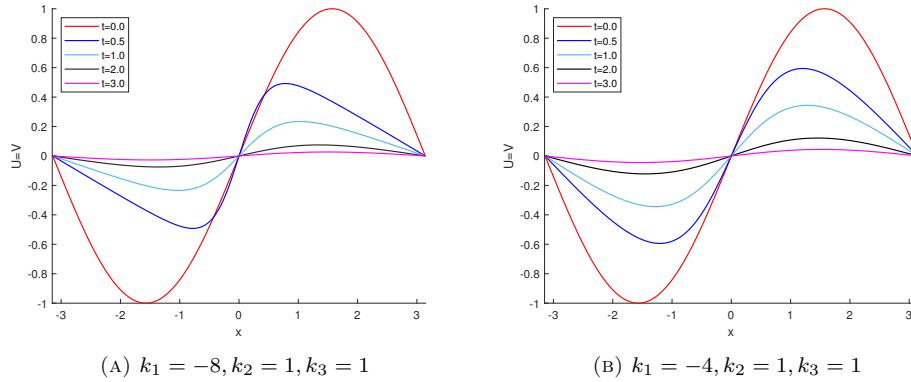 t=0.0
t=0.5
t=1.0
t=2.0
t=3.0
1
0.8
0.6
0.4
0.2
0
-0.2
-0.4
-0.6
-0.8
-1
U=V
-3 -2 -1 0 1 2 3
x
(A) k₁ = −8, k₂ = 1, k₃ = 1
t=0.0
t=0.5
t=1.0
t=2.0
t=3.0
1
0.8
0.6
0.4
0.2
0
-0.2
-0.4
-0.6
-0.8
-1
U=V
-3 -2 -1 0 1 2 3
x
(B) k₁ = −4, k₂ = 1, k₃ = 1